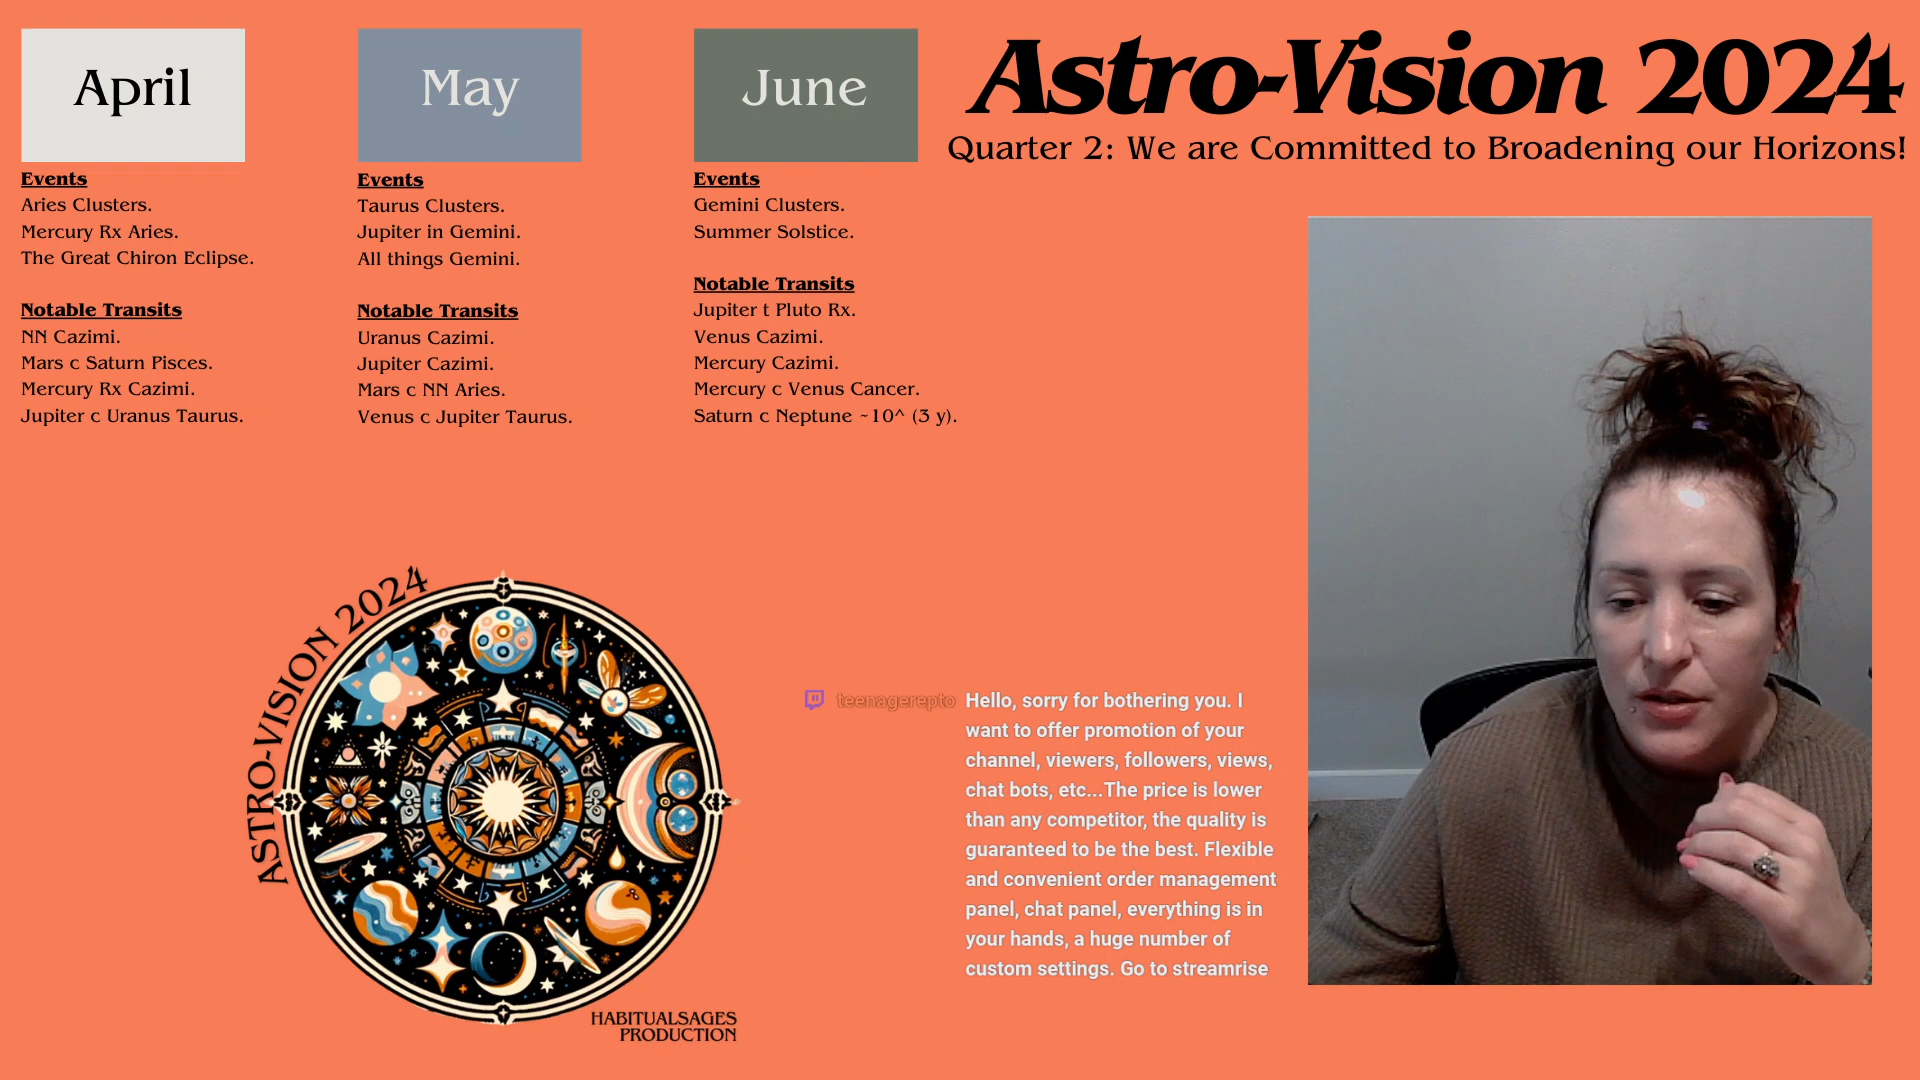 April
May
June
Astro-Vision 2024
Quarter 2: We are Committed to Broadening our Horizons!
Events
Aries Clusters.
Mercury Rx Aries.
The Great Chiron Eclipse.
Notable Transits
NN Cazimi.
Mars c Saturn Pisces.
Mercury Rx Cazimi.
Jupiter c Uranus Taurus.
Events
Taurus Clusters.
Jupiter in Gemini.
All things Gemini.
Notable Transits
Uranus Cazimi.
Jupiter Cazimi.
Mars c NN Aries.
Venus c Jupiter Taurus.
Events
Gemini Clusters.
Summer Solstice.
Notable Transits
Jupiter t Pluto Rx.
Venus Cazimi.
Mercury Cazimi.
Mercury c Venus Cancer.
Saturn c Neptune ~10^ (3 y).
ASTRO-VISION 2024
HABITUALSAGES
PRODUCTION
teenagerepto Hello, sorry for bothering you. I
want to offer promotion of your
channel, viewers, followers, views,
chat bots, etc...The price is lower
than any competitor, the quality is
guaranteed to be the best. Flexible
and convenient order management
panel, chat panel, everything is in
your hands, a huge number of
custom settings. Go to streamrise